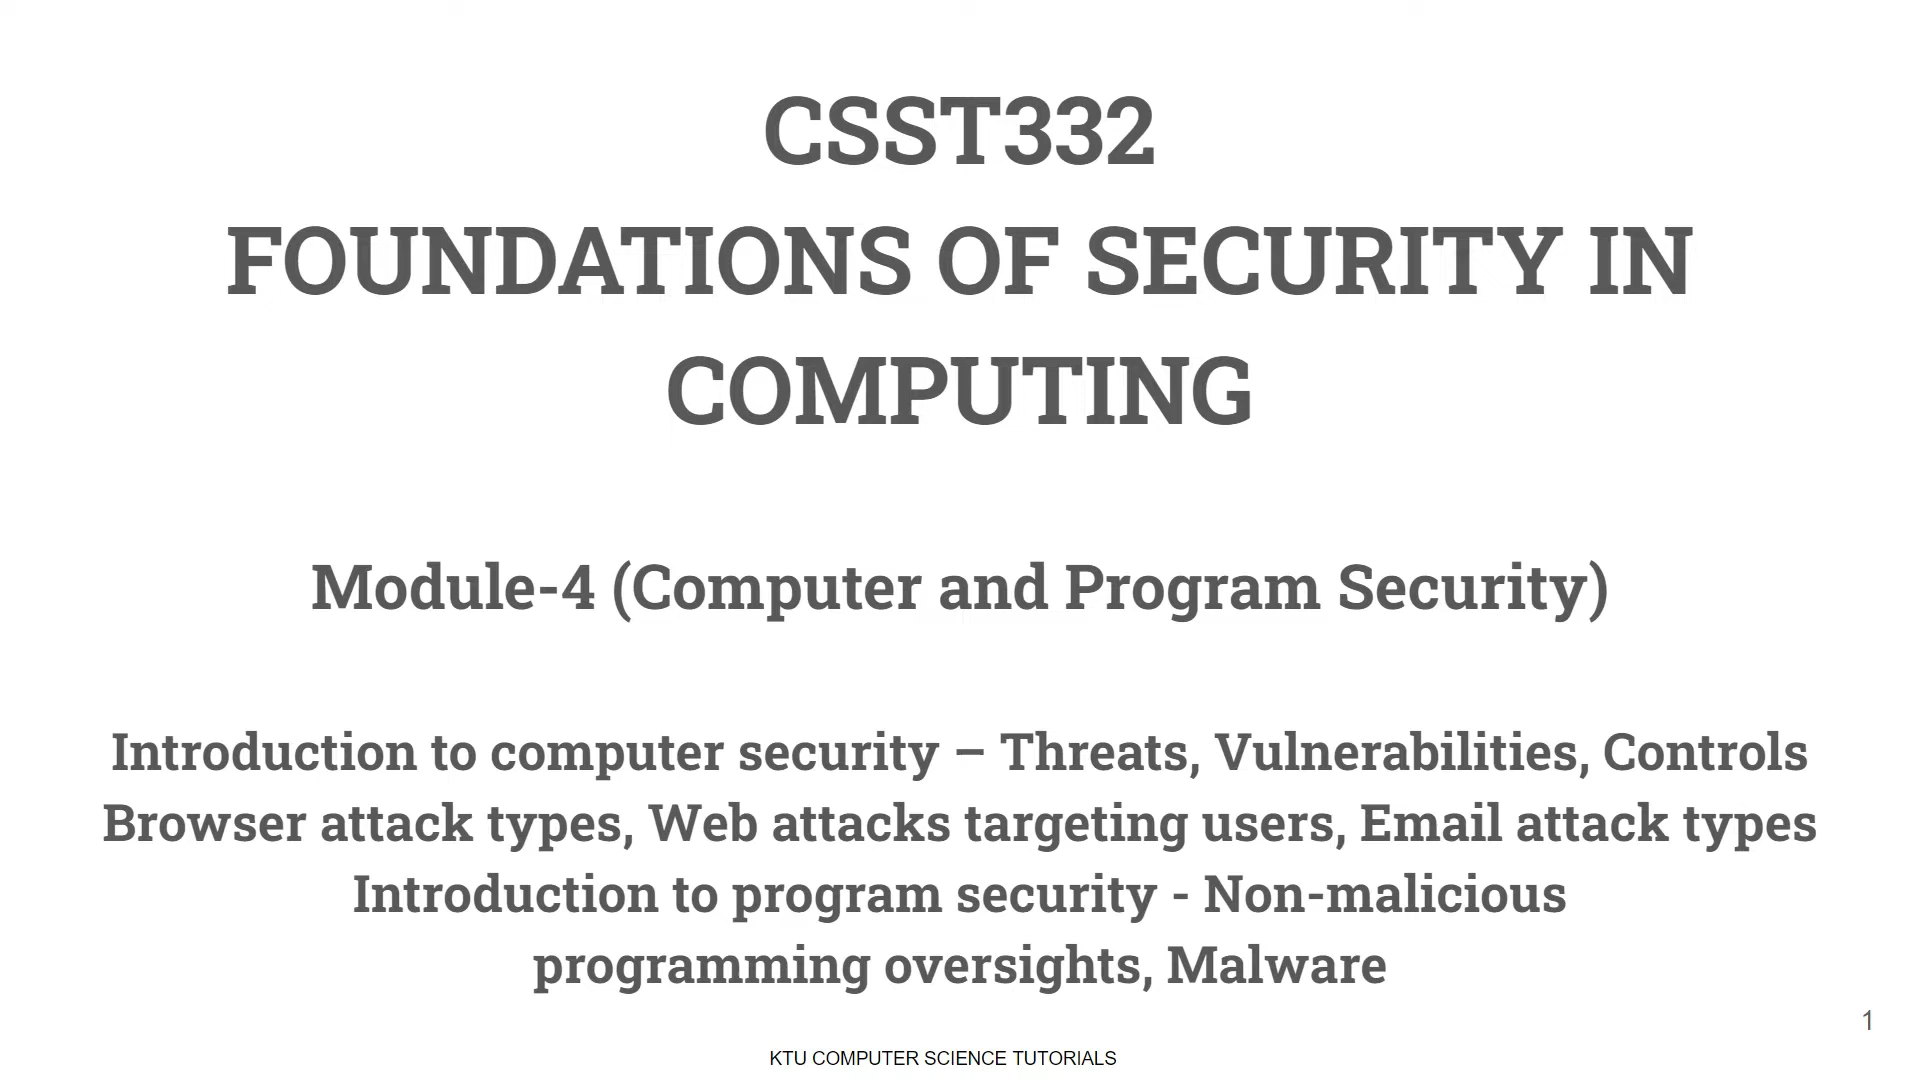 CSST332
FOUNDATIONS OF SECURITY IN
COMPUTING
Module-4 (Computer and Program Security)
Introduction to computer security – Threats, Vulnerabilities, Controls
Browser attack types, Web attacks targeting users, Email attack types
Introduction to program security - Non-malicious
programming oversights, Malware
1
KTU COMPUTER SCIENCE TUTORIALS